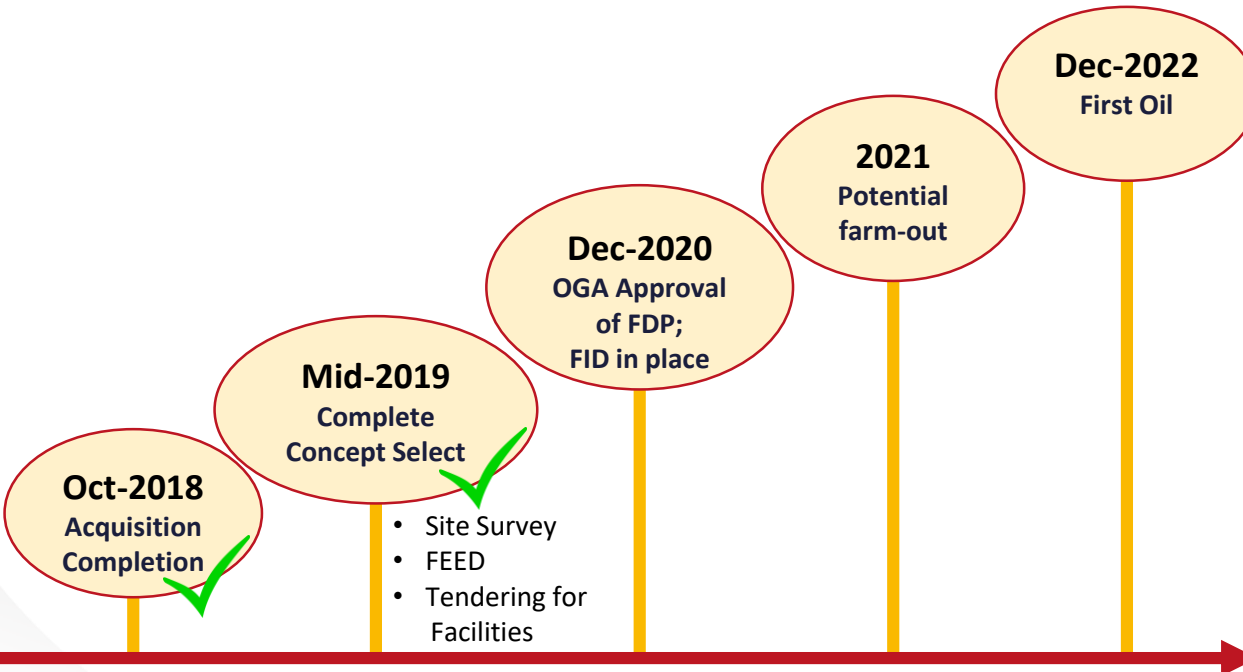 Oct-2018
Acquisition
Completion
Mid-2019
Complete
Concept Select
• Site Survey
• FEED
• Tendering for
Facilities
Dec-2020
OGA Approval
of FDP;
FID in place
2021
Potential
farm-out
Dec-2022
First Oil